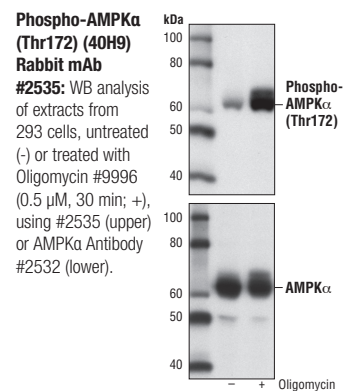 Phospho-AMPKα
(Thr172) (40H9)
Rabbit mAb
#2535: WB analysis
of extracts from
293 cells, untreated
(-) or treated with
Oligomycin #9996
(0.5 µM, 30 min; +),
using #2535 (upper)
or AMPKα Antibody
#2532 (lower).
kDa
100
80
60
50
40
Phospho-
AMPKα
(Thr172)
100
80
60
50
40
AMPKα
– + Oligomycin